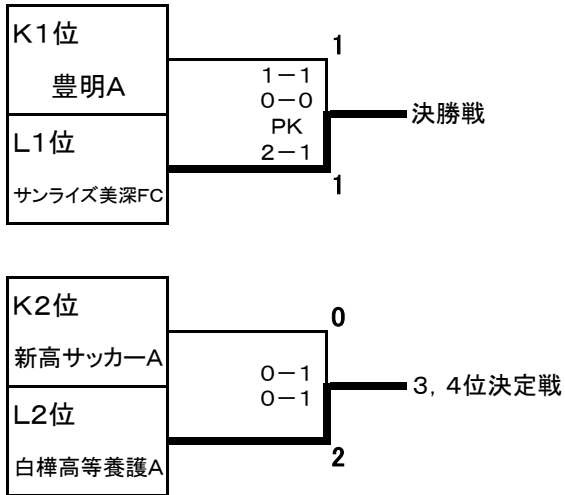 K1位
豊明A
L1位
サンライズ美深FC
1
1－1
0－0
PK
2－1
1
決勝戦
K2位
新高サッカーA
L2位
白樺高等養護A
0
0－1
0－1
2
3，4位決定戦